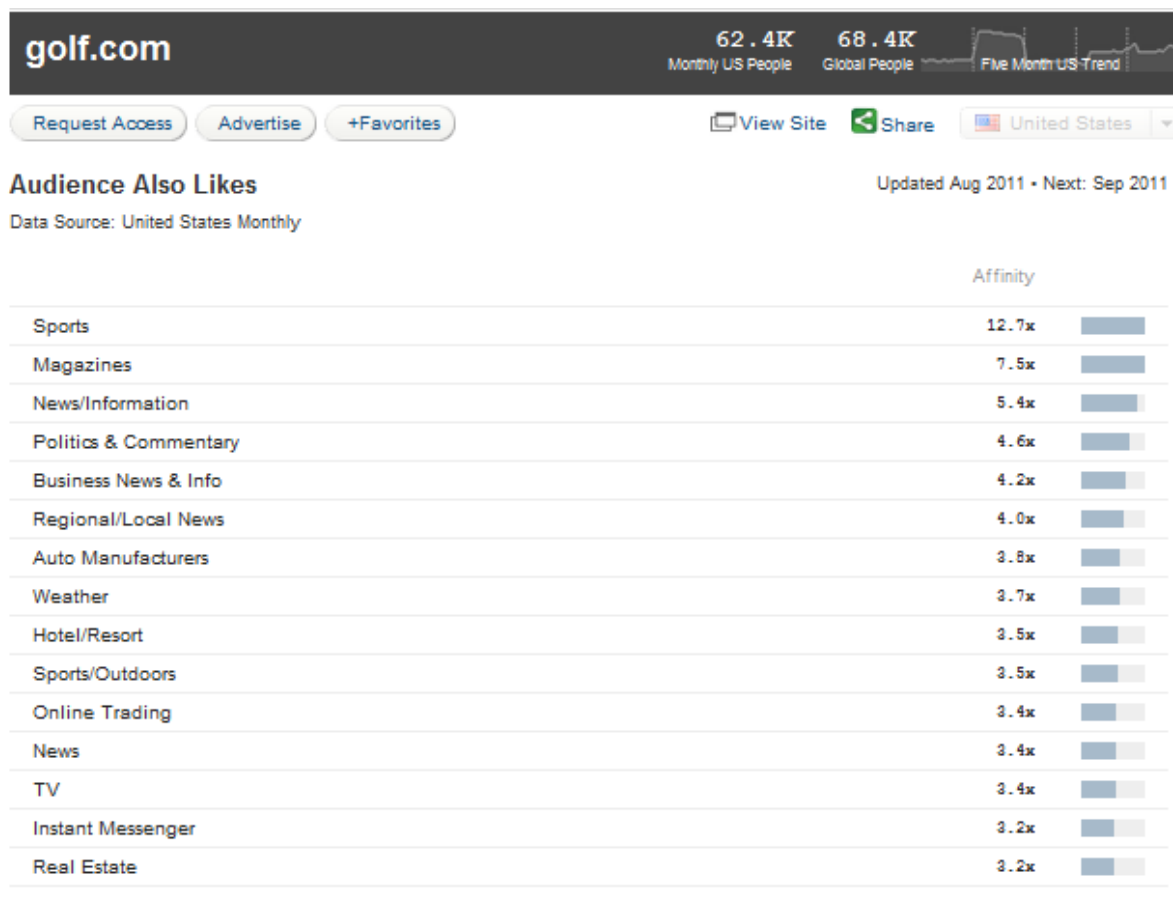 golf.com
62.4K 68.4K
Monthly US People Global People Five Month US Trend
Request Access Advertise +Favorites View Site Share United States
Audience Also Likes Updated Aug 2011 • Next: Sep 2011
Data Source: United States Monthly
Affinity
Sports 12.7x
Magazines 7.5x
News/Information 5.4x
Politics & Commentary 4.6x
Business News & Info 4.2x
Regional/Local News 4.0x
Auto Manufacturers 3.8x
Weather 3.7x
Hotel/Resort 3.5x
Sports/Outdoors 3.5x
Online Trading 3.4x
News 3.4x
TV 3.4x
Instant Messenger 3.2x
Real Estate 3.2x